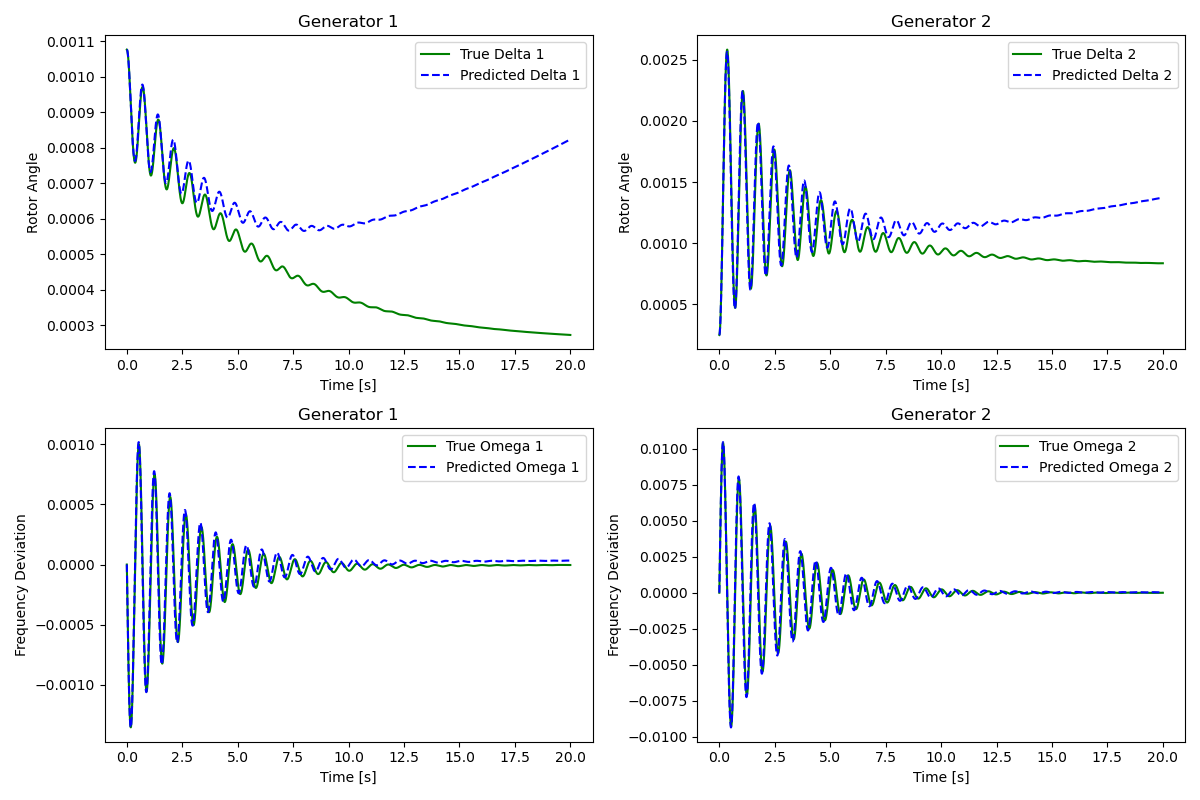 Generator 1
Rotor Angle
0.0011
0.0010
0.0009
0.0008
0.0007
0.0006
0.0005
0.0004
0.0003
True Delta 1
Predicted Delta 1
0.0 2.5 5.0 7.5 10.0 12.5 15.0 17.5 20.0
Time [s]
Generator 2
Rotor Angle
0.0025
0.0020
0.0015
0.0010
0.0005
True Delta 2
Predicted Delta 2
0.0 2.5 5.0 7.5 10.0 12.5 15.0 17.5 20.0
Time [s]
Generator 1
Frequency Deviation
0.0010
0.0005
0.0000
−0.0005
−0.0010
True Omega 1
Predicted Omega 1
0.0 2.5 5.0 7.5 10.0 12.5 15.0 17.5 20.0
Time [s]
Generator 2
Frequency Deviation
0.0100
0.0075
0.0050
0.0025
0.0000
−0.0025
−0.0050
−0.0075
−0.0100
True Omega 2
Predicted Omega 2
0.0 2.5 5.0 7.5 10.0 12.5 15.0 17.5 20.0
Time [s]